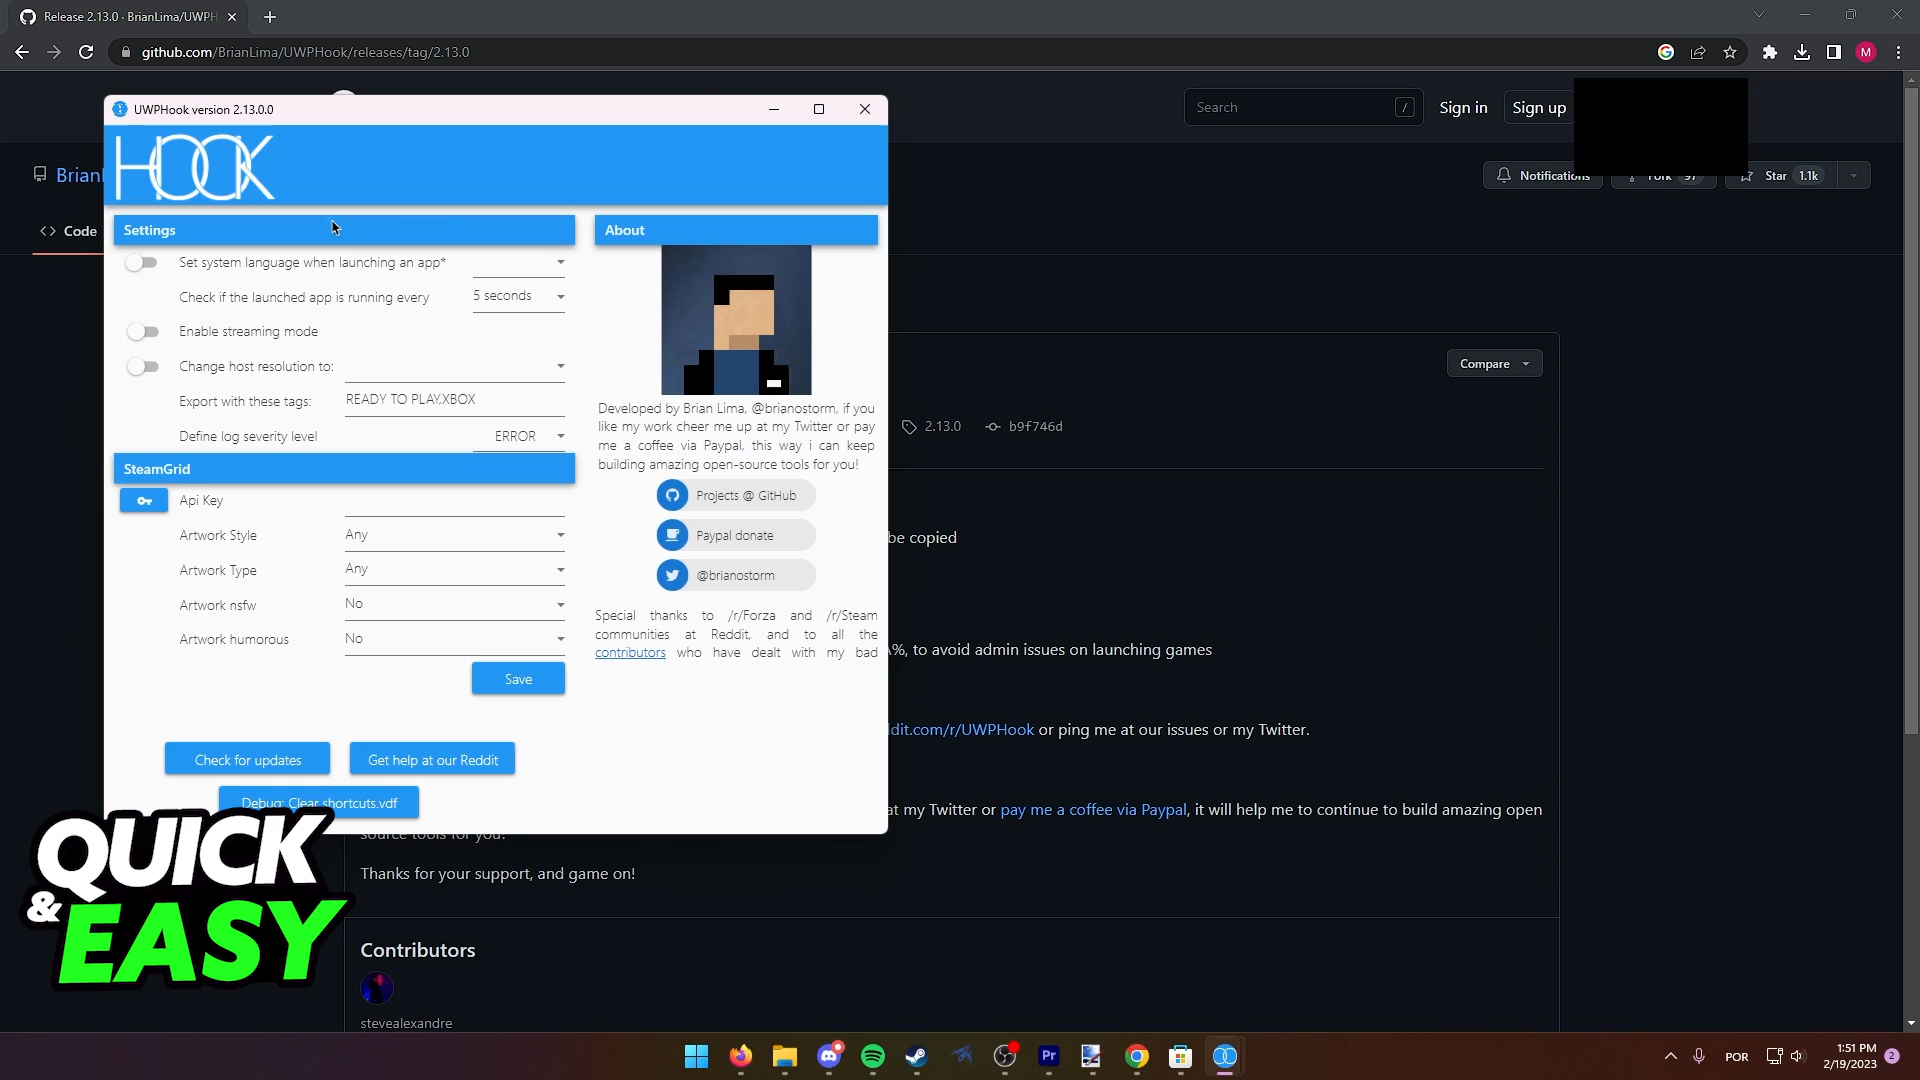 Release 2.13.0 · BrianLima/UWPH
github.com/BrianLima/UWPHook/releases/tag/2.13.0
M
UWPHook version 2.13.0.0
HOOK
Search
/
Sign in
Sign up
Brianl
Notifications
Fork 97
Star 1.1k
Code
Settings
Set system language when launching an app*
Check if the launched app is running every
5 seconds
Enable streaming mode
Change host resolution to:
Export with these tags:
READY TO PLAY,XBOX
Define log severity level
ERROR
SteamGrid
Api Key
Artwork Style
Any
Artwork Type
Any
Artwork nsfw
No
Artwork humorous
No
Save
Check for updates
Get help at our Reddit
Debug: Clear shortcuts.vdf
About
Developed by Brian Lima, @brianostorm, if you
like my work cheer me up at my Twitter or pay
me a coffee via Paypal, this way i can keep
building amazing open-source tools for you!
Projects @ GitHub
Paypal donate
@brianostorm
Special thanks to /r/Forza and /r/Steam
communities at Reddit, and to all the
contributors who have dealt with my bad
Compare
2.13.0
b9f746d
be copied
A%, to avoid admin issues on launching games
ldit.com/r/UWPHook or ping me at our issues or my Twitter.
at my Twitter or pay me a coffee via Paypal, it will help me to continue to build amazing open
source tools for you!
Thanks for your support, and game on!
Contributors
stevealexandre
QUICK
&EASY
Pr
POR
1:51 PM
2/19/2023
2